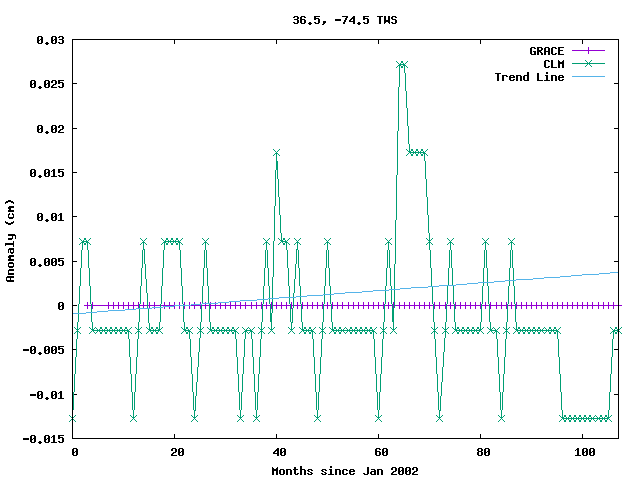 36.5, -74.5 TWS
0.03
0.025
0.02
0.015
0.01
0.005
0
-0.005
-0.01
-0.015
Anomaly (cm)
GRACE
CLM
Trend Line
0 20 40 60 80 100
Months since Jan 2002